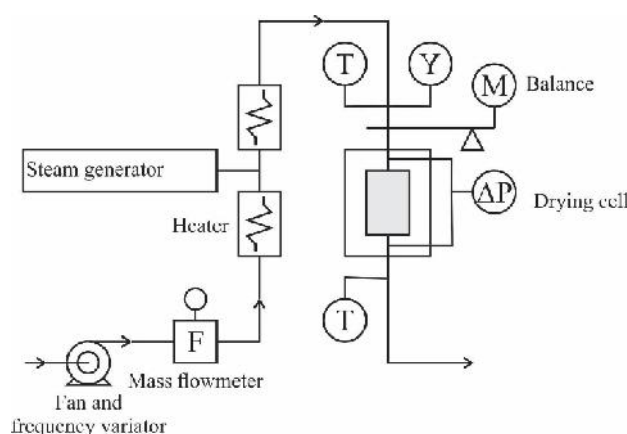 T
Y
M
Balance
Steam generator
ΔP
Drying cell
Heater
T
F
Mass flowmeter
Fan and
frequency variator